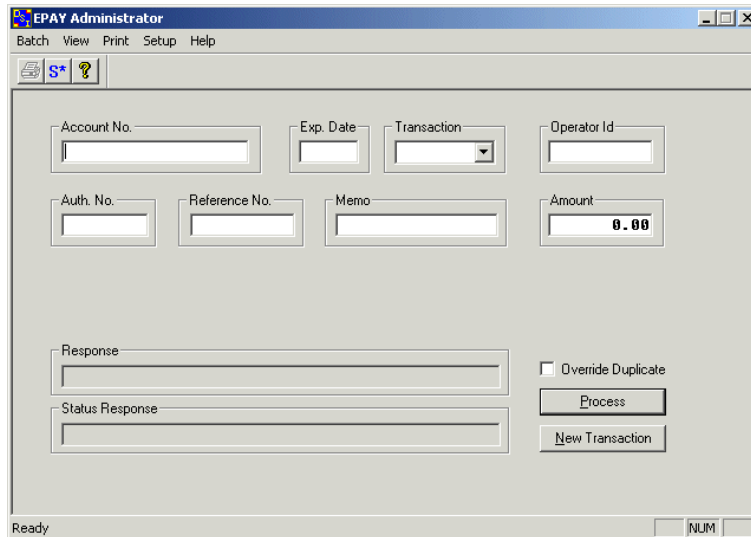 EPAY Administrator
Batch View Print Setup Help
S* ?
Account No. Exp. Date Transaction Operator Id
Auth. No. Reference No. Memo Amount
0.00
Response
Override Duplicate
Process
Status Response
New Transaction
Ready NUM